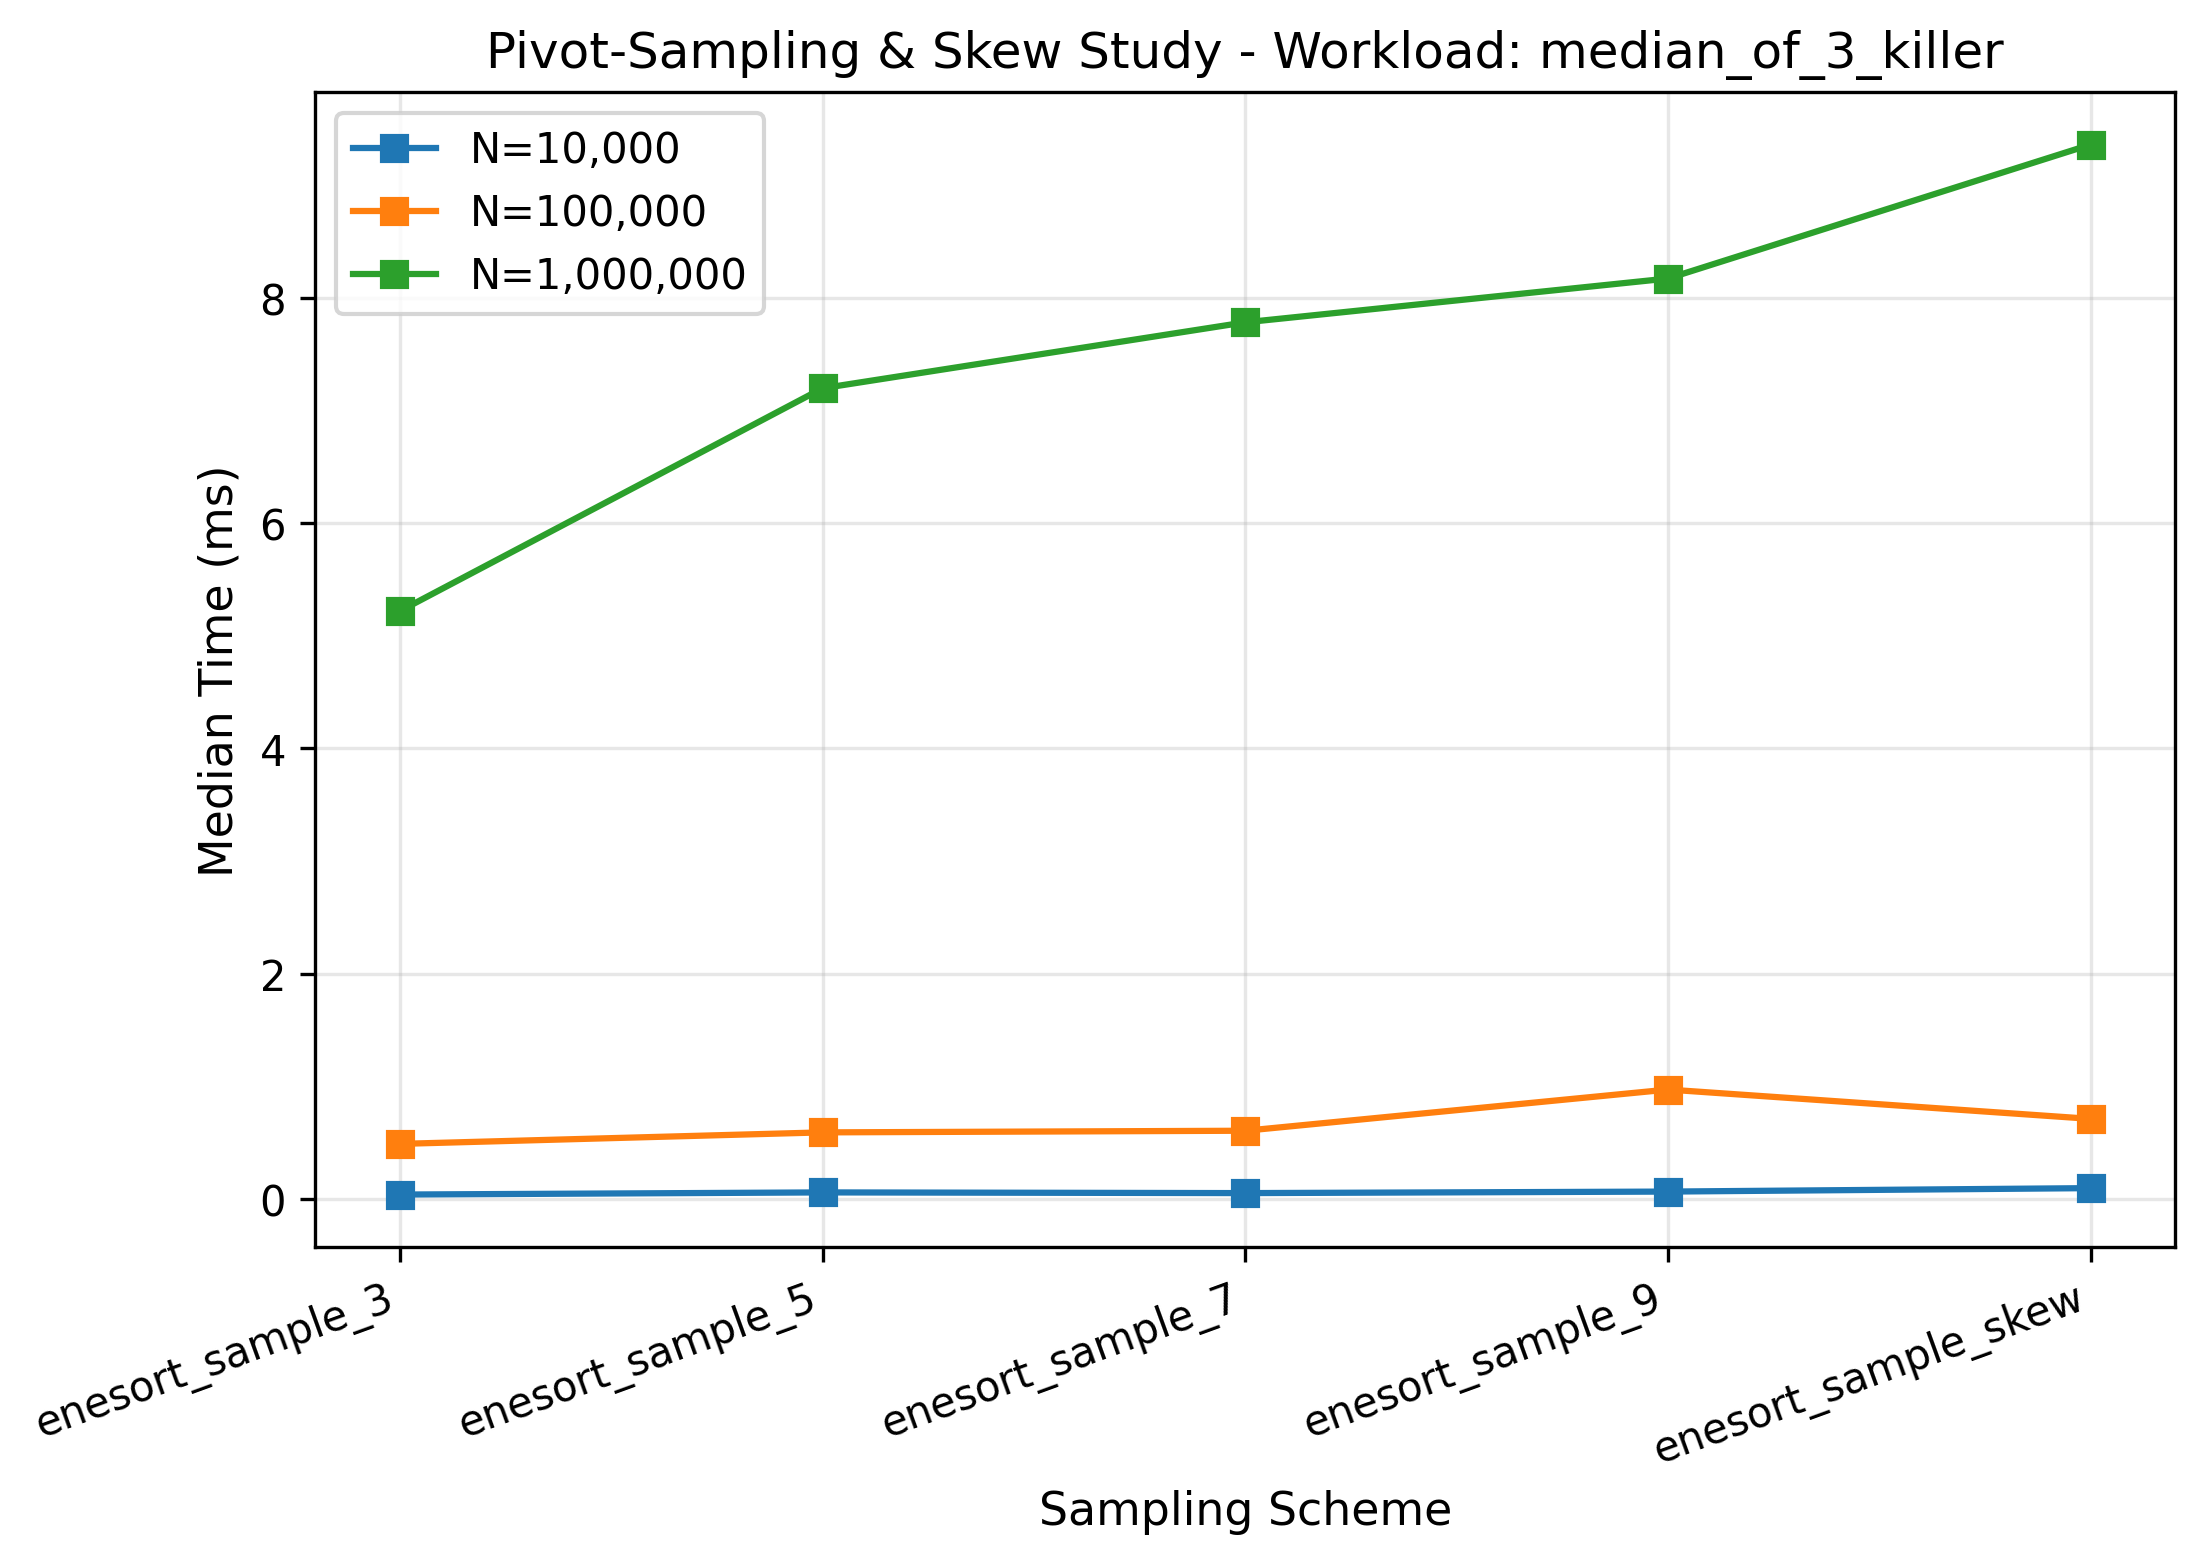 Pivot-Sampling & Skew Study - Workload: median_of_3_killer
N=10,000
N=100,000
N=1,000,000
Median Time (ms)
8
6
4
2
0
enesort_sample_3
enesort_sample_5
enesort_sample_7
enesort_sample_9
enesort_sample_skew
Sampling Scheme